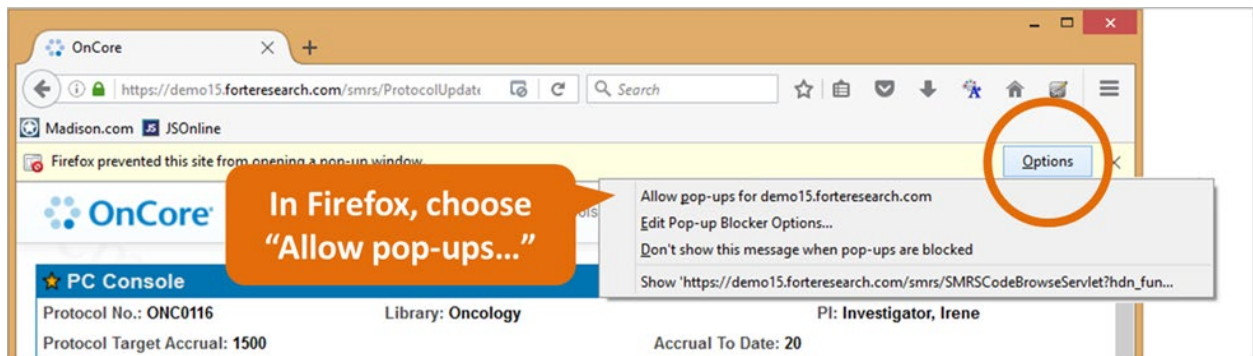 OnCore
https://demo15.forteresearch.com/smrs/ProtocolUpdate
Search
Madison.com JSOnline
Firefox prevented this site from opening a pop-up window.
Options
OnCore
In Firefox, choose
“Allow pop-ups...”
Allow pop-ups for demo15.forteresearch.com
Edit Pop-up Blocker Options...
Don't show this message when pop-ups are blocked
Show 'https://demo15.forteresearch.com/smrs/SMRSCodeBrowseServlet?hdn_fun...
PC Console
Protocol No.: ONC0116 Library: Oncology PI: Investigator, Irene
Protocol Target Accrual: 1500 Accrual To Date: 20